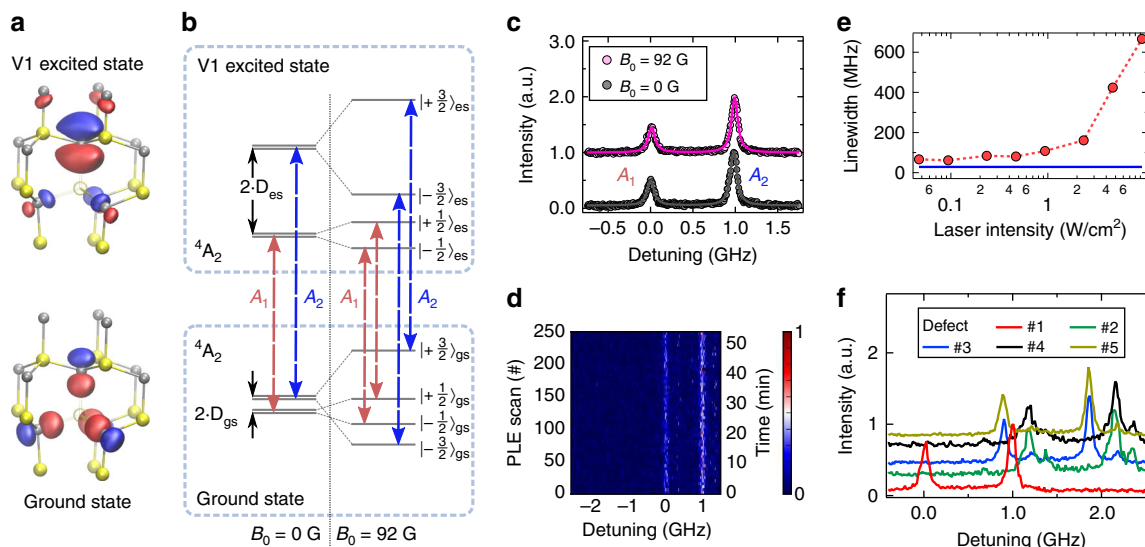 a
V1 excited state
Ground state
b
V1 excited state
|+3/2⟩es
|−3/2⟩es
2·Des
|+1/2⟩es
|−1/2⟩es
⁴A₂
A₁ A₂ A₁ A₂
⁴A₂
|+3/2⟩gs
|+1/2⟩gs
2·Dgs
|−1/2⟩gs
|−3/2⟩gs
Ground state
B₀ = 0 G B₀ = 92 G
c
3.0
2.0
1.0
0.0
Intensity (a.u.)
B₀ = 92 G
B₀ = 0 G
A₁ A₂
−0.5 0.0 0.5 1.0 1.5
Detuning (GHz)
d
250
200
150
100
50
0
PLE scan (#)
50
40
30
20
10
0
Time (min)
1
0
−2 −1 0 1
Detuning (GHz)
e
600
400
200
0
Linewidth (MHz)
6 0.1 2 4 6 1 2 4 6
Laser intensity (W/cm²)
f
Defect #1 #2
#3 #4 #5
2
1
0
Intensity (a.u.)
0.0 1.0 2.0
Detuning (GHz)